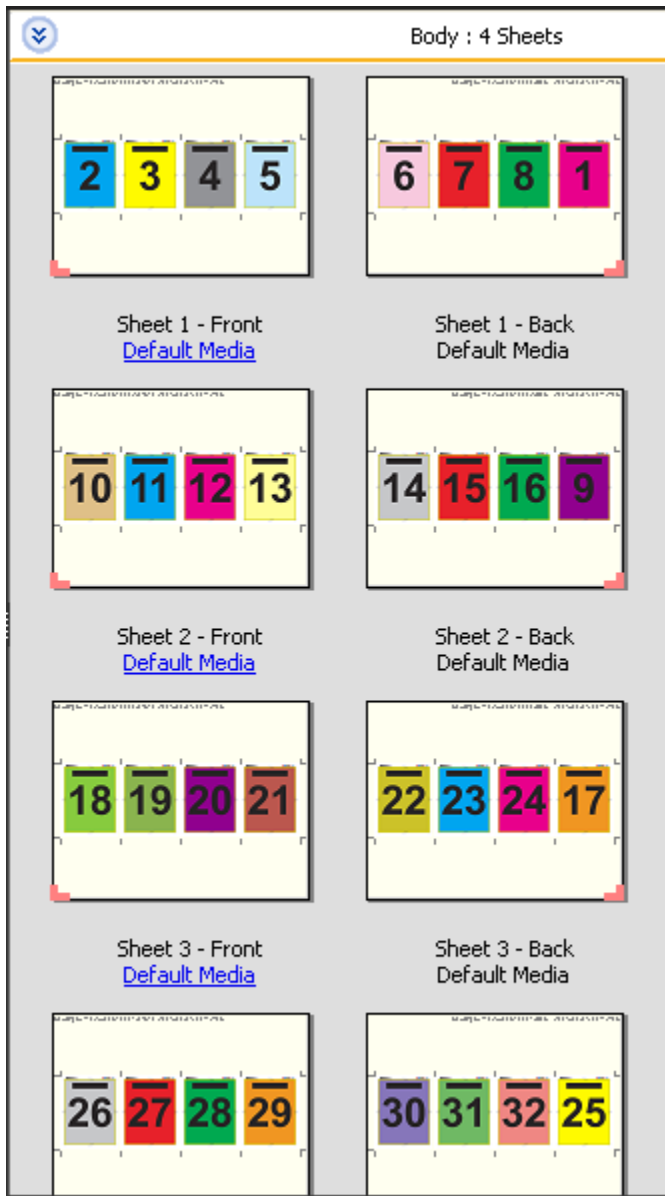 Body : 4 Sheets
2 3 4 5
6 7 8 1
Sheet 1 - Front
Default Media
Sheet 1 - Back
Default Media
10 11 12 13
14 15 16 9
Sheet 2 - Front
Default Media
Sheet 2 - Back
Default Media
18 19 20 21
22 23 24 17
Sheet 3 - Front
Default Media
Sheet 3 - Back
Default Media
26 27 28 29
30 31 32 25